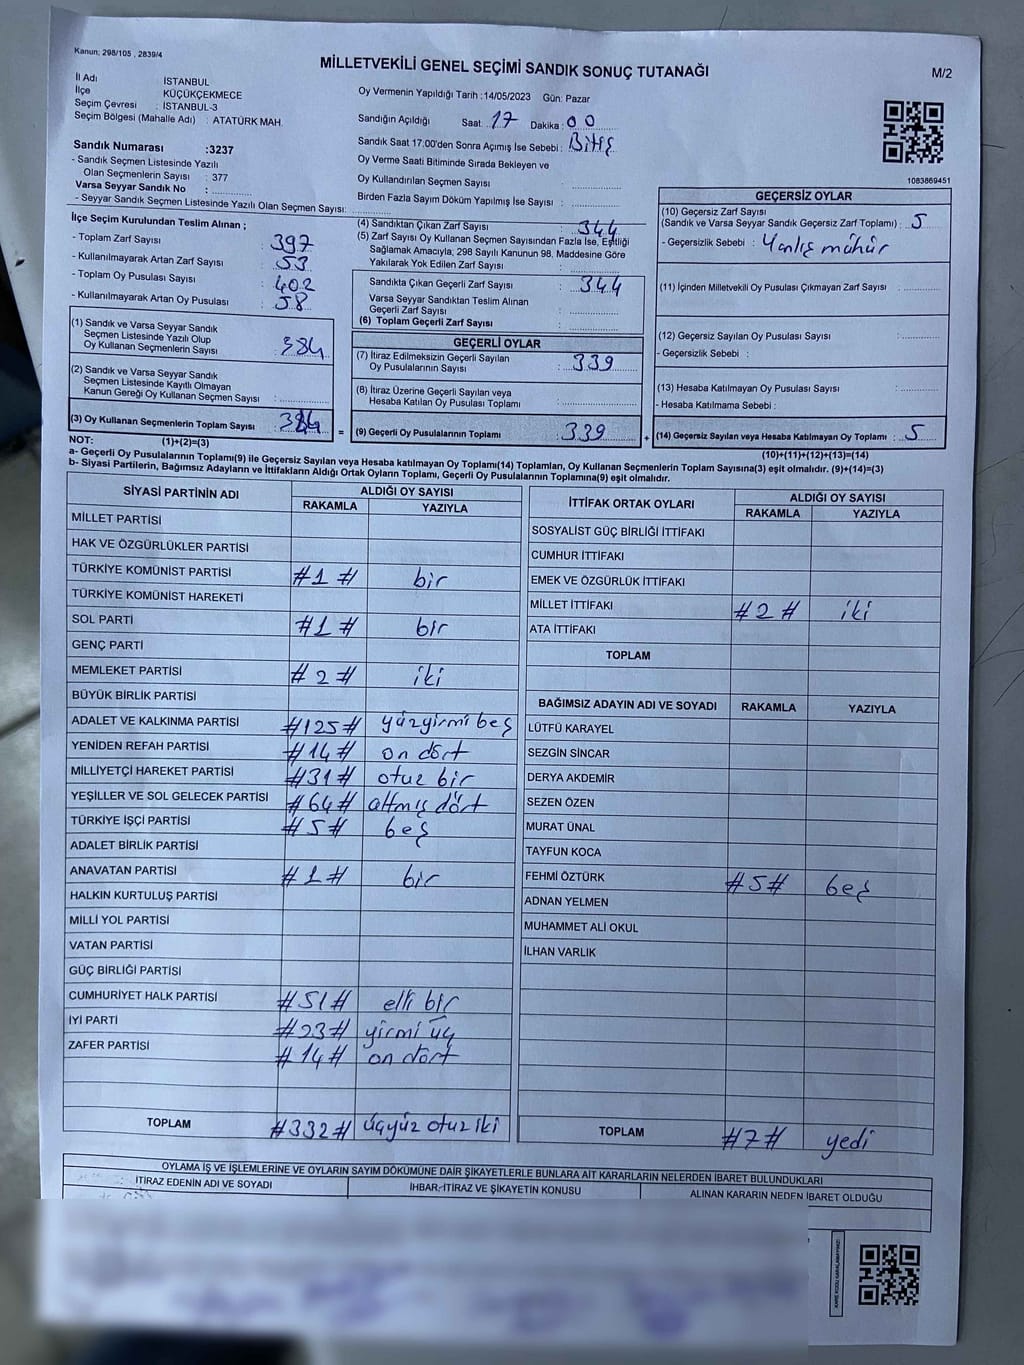 Kanun; 298/105 , 2839/4
MİLLETVEKİLİ GENEL SEÇİMİ SANDIK SONUÇ TUTANAĞI
M/2
İl Adı : İSTANBUL
İlçe : KÜÇÜKÇEKMECE
Seçim Çevresi : İSTANBUL-3
Seçim Bölgesi (Mahalle Adı) : ATATÜRK MAH.
Sandık Numarası :3237
- Sandık Seçmen Listesinde Yazılı
Olan Seçmenlerin Sayısı : 377
Varsa Seyyar Sandık No : ..............
- Seyyar Sandık Seçmen Listesinde Yazılı Olan Seçmen Sayısı: ..............
Oy Vermenin Yapıldığı Tarih :14/05/2023 Gün: Pazar
Sandığın Açıldığı Saat: 17 Dakika : 00
Sandık Saat 17.00'den Sonra Açımış İse Sebebi : Bitiş
Oy Verme Saati Bitiminde Sırada Bekleyen ve
Oy Kullandırılan Seçmen Sayısı : ..............
Birden Fazla Sayım Döküm Yapılmış İse Sayısı : ..............
1083869451
İlçe Seçim Kurulundan Teslim Alınan ;
- Toplam Zarf Sayısı : 397
- Kullanılmayarak Artan Zarf Sayısı : 53
- Toplam Oy Pusulası Sayısı : 402
- Kullanılmayarak Artan Oy Pusulası : 58
(1) Sandık ve Varsa Seyyar Sandık
Seçmen Listesinde Yazılı Olup
Oy Kullanan Seçmenlerin Sayısı :
(2) Sandık ve Varsa Seyyar Sandık
Seçmen Listesinde Kayıtlı Olmayan
Kanun Gereği Oy Kullanan Seçmen Sayısı : ..............
(3) Oy Kullanan Seçmenlerin Toplam Sayısı :
(4) Sandıktan Çıkan Zarf Sayısı : 344
(5) Zarf Sayısı Oy Kullanan Seçmen Sayısından Fazla İse, Eşitliği
Sağlamak Amacıyla, 298 Sayılı Kanunun 98. Maddesine Göre
Yakılarak Yok Edilen Zarf Sayısı : ..............
Sandıkta Çıkan Geçerli Zarf Sayısı : 344
Varsa Seyyar Sandıktan Teslim Alınan
Geçerli Zarf Sayısı : ..............
(6) Toplam Geçerli Zarf Sayısı : ..............
GEÇERLİ OYLAR
(7) İtiraz Edilmeksizin Geçerli Sayılan
Oy Pusulalarının Sayısı : 339
(8) İtiraz Üzerine Geçerli Sayılan veya
Hesaba Katılan Oy Pusulası Toplamı : ..............
= (9) Geçerli Oy Pusulalarının Toplamı : 339
GEÇERSİZ OYLAR
(10) Geçersiz Zarf Sayısı
(Sandık ve Varsa Seyyar Sandık Geçersiz Zarf Toplamı) : 5
- Geçersizlik Sebebi : Yanlış mühür
(11) İçinden Milletvekili Oy Pusulası Çıkmayan Zarf Sayısı : ..............
(12) Geçersiz Sayılan Oy Pusulası Sayısı : ..............
- Geçersizlik Sebebi :
(13) Hesaba Katılmayan Oy Pusulası Sayısı : ..............
- Hesaba Katılmama Sebebi :
+ (14) Geçersiz Sayılan veya Hesaba Katılmayan Oy Toplamı : 5
NOT: (1)+(2)=(3)
(10)+(11)+(12)+(13)=(14)
a- Geçerli Oy Pusulalarının Toplamı(9) ile Geçersiz Sayılan veya Hesaba katılmayan Oy Toplamı(14) Toplamları, Oy Kullanan Seçmenlerin Toplam Sayısına(3) eşit olmalıdır. (9)+(14)=(3)
b- Siyasi Partilerin, Bağımsız Adayların ve İttifakların Aldığı Ortak Oyların Toplamı, Geçerli Oy Pusulalarının Toplamına(9) eşit olmalıdır.
SİYASİ PARTİNİN ADI ALDIĞI OY SAYISI
RAKAMLA YAZIYLA
MİLLET PARTİSİ
HAK VE ÖZGÜRLÜKLER PARTİSİ
TÜRKİYE KOMÜNİST PARTİSİ #1# bir
TÜRKİYE KOMÜNİST HAREKETİ
SOL PARTİ #1# bir
GENÇ PARTİ
MEMLEKET PARTİSİ #2# iki
BÜYÜK BİRLİK PARTİSİ
ADALET VE KALKINMA PARTİSİ #125# yüzyirmi beş
YENİDEN REFAH PARTİSİ #14# on dört
MİLLİYETÇİ HAREKET PARTİSİ #31# otuz bir
YEŞİLLER VE SOL GELECEK PARTİSİ #64# altmış dört
TÜRKİYE İŞÇİ PARTİSİ #5# beş
ADALET BİRLİK PARTİSİ
ANAVATAN PARTİSİ #1# bir
HALKIN KURTULUŞ PARTİSİ
MİLLİ YOL PARTİSİ
VATAN PARTİSİ
GÜÇ BİRLİĞİ PARTİSİ
CUMHURİYET HALK PARTİSİ #51# elli bir
İYİ PARTİ #23# yirmi üç
ZAFER PARTİSİ #14# on dört
TOPLAM #332# üçyüz otuz iki
İTTİFAK ORTAK OYLARI ALDIĞI OY SAYISI
RAKAMLA YAZIYLA
SOSYALİST GÜÇ BİRLİĞİ İTTİFAKI
CUMHUR İTTİFAKI
EMEK VE ÖZGÜRLÜK İTTİFAKI
MİLLET İTTİFAKI #2# iki
ATA İTTİFAKI
TOPLAM
BAĞIMSIZ ADAYIN ADI VE SOYADI RAKAMLA YAZIYLA
LÜTFÜ KARAYEL
SEZGİN SİNCAR
DERYA AKDEMİR
SEZEN ÖZEN
MURAT ÜNAL
TAYFUN KOCA
FEHMİ ÖZTÜRK #5# beş
ADNAN YELMEN
MUHAMMET ALİ OKUL
İLHAN VARLIK
TOPLAM #7# yedi
OYLAMA İŞ VE İŞLEMLERİNE VE OYLARIN SAYIM DÖKÜMÜNE DAİR ŞİKAYETLERLE BUNLARA AİT KARARLARIN NELERDEN İBARET BULUNDUKLARI
İTİRAZ EDENİN ADI VE SOYADI İHBAR,-İTİRAZ VE ŞİKAYETİN KONUSU ALINAN KARARIN NEDEN İBARET OLDUĞU